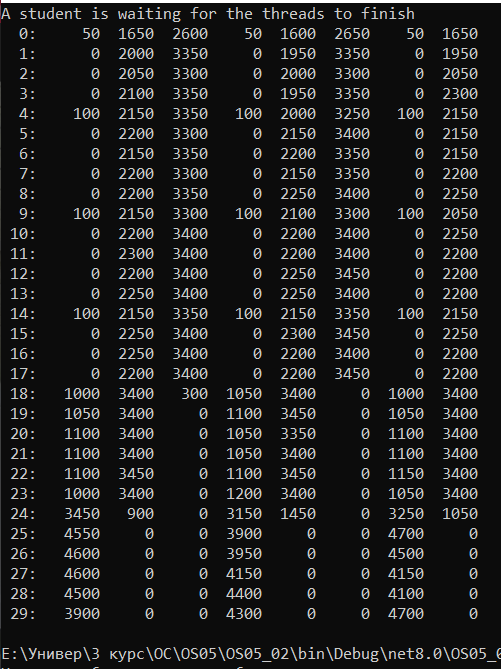 A student is waiting for the threads to finish
0: 50 1650 2600 50 1600 2650 50 1650
1: 0 2000 3350 0 1950 3350 0 1950
2: 0 2050 3300 0 2000 3300 0 2050
3: 0 2100 3350 0 1950 3350 0 2300
4: 100 2150 3350 100 2000 3250 100 2150
5: 0 2200 3300 0 2150 3400 0 2200
6: 0 2150 3350 0 2200 3350 0 2150
7: 0 2200 3300 0 2150 3350 0 2200
8: 0 2200 3350 0 2250 3400 0 2250
9: 100 2150 3300 100 2100 3300 100 2050
10: 0 2200 3400 0 2200 3400 0 2250
11: 0 2300 3400 0 2200 3400 0 2200
12: 0 2200 3400 0 2250 3400 0 2200
13: 0 2250 3400 0 2250 3400 0 2200
14: 100 2150 3350 100 2150 3350 100 2150
15: 0 2250 3400 0 2300 3450 0 2250
16: 0 2250 3400 0 2200 3400 0 2200
17: 0 2200 3400 0 2200 3450 0 2200
18: 1000 3400 300 1050 3400 0 1000 3400
19: 1050 3400 0 1100 3450 0 1050 3400
20: 1100 3400 0 1050 3350 0 1100 3400
21: 1100 3400 0 1050 3400 0 1100 3400
22: 1100 3450 0 1100 3450 0 1150 3400
23: 1000 3400 0 1200 3400 0 1050 3400
24: 3450 900 0 3150 1450 0 3250 1050
25: 4550 0 0 3900 0 0 4700 0
26: 4600 0 0 3950 0 0 4500 0
27: 4600 0 0 4150 0 0 4150 0
28: 4500 0 0 4400 0 0 4100 0
29: 3900 0 0 4300 0 0 4700 0
E:\Универ\3 курс\ОС\OS05\OS05_02\bin\Debug\net8.0\OS05_0